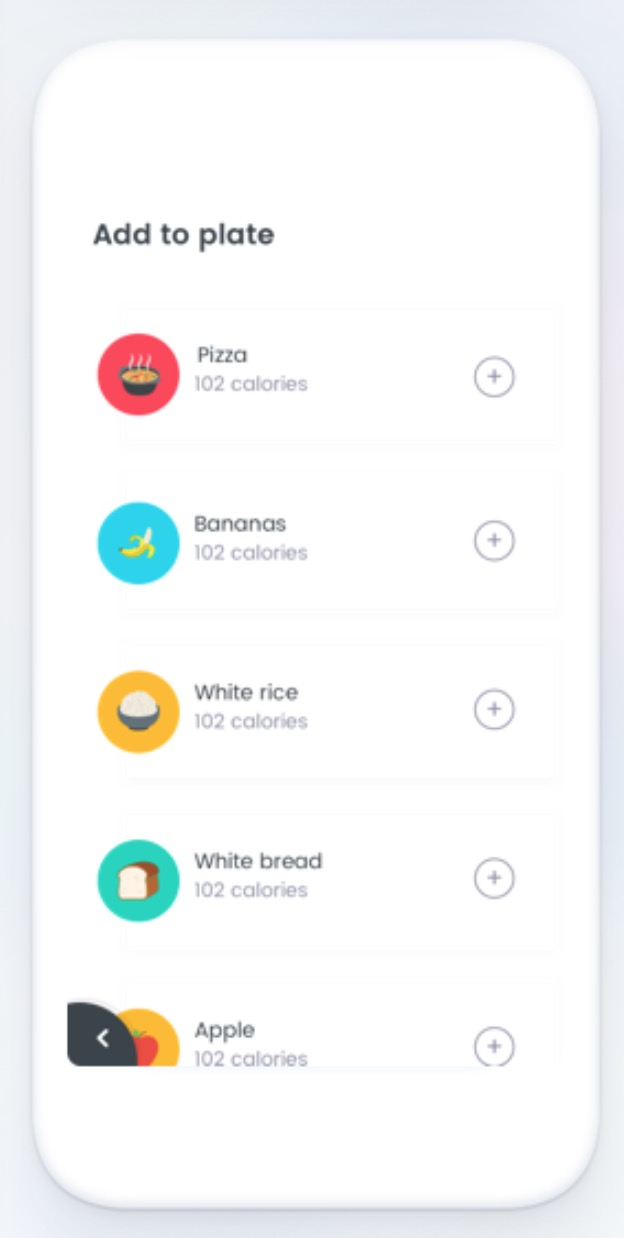 Add to plate
Pizza
102 calories
Bananas
102 calories
White rice
102 calories
White bread
102 calories
Apple
102 calories